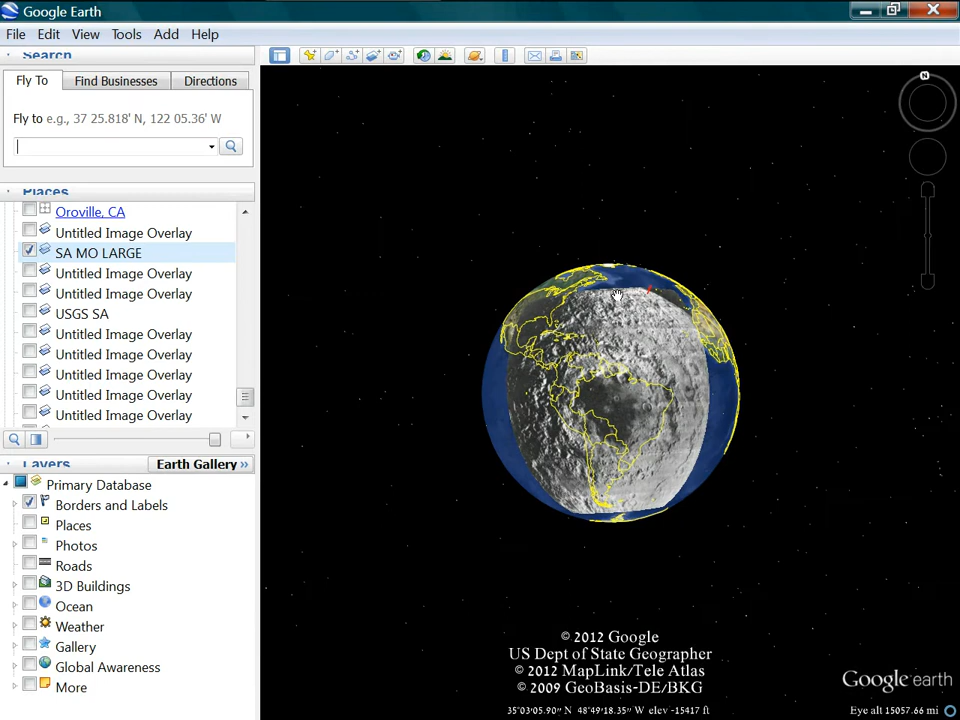 Google Earth
File Edit View Tools Add Help
Search
Fly To Find Businesses Directions
Fly to e.g., 37 25.818' N, 122 05.36' W
Places
Oroville, CA
Untitled Image Overlay
SA MO LARGE
Untitled Image Overlay
Untitled Image Overlay
USGS SA
Untitled Image Overlay
Untitled Image Overlay
Untitled Image Overlay
Untitled Image Overlay
Untitled Image Overlay
Layers Earth Gallery »
Primary Database
Borders and Labels
Places
Photos
Roads
3D Buildings
Ocean
Weather
Gallery
Global Awareness
More
N
© 2012 Google
US Dept of State Geographer
© 2012 MapLink/Tele Atlas
© 2009 GeoBasis-DE/BKG
Google earth
35°03'05.90" N 48°49'18.35" W elev -15417 ft Eye alt 15057.66 mi